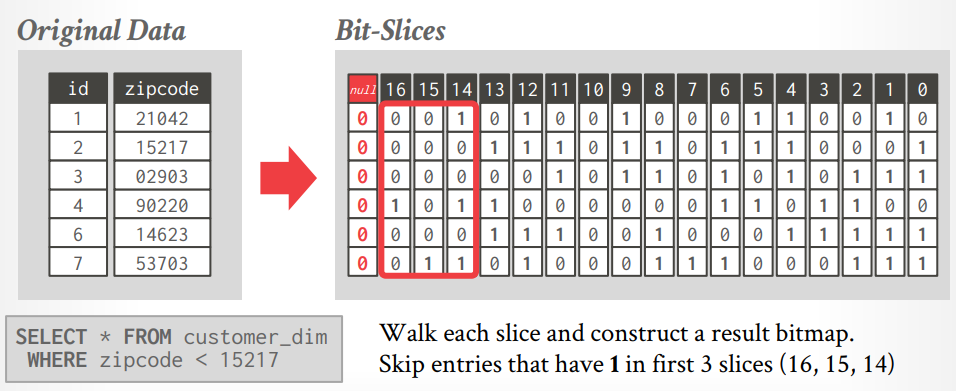 Original Data
id zipcode
1 21042
2 15217
3 02903
4 90220
6 14623
7 53703
Bit-Slices
null 16 15 14 13 12 11 10 9 8 7 6 5 4 3 2 1 0
0 0 0 1 0 1 0 0 1 0 0 0 1 1 0 0 1 0
0 0 0 0 1 1 1 0 1 1 0 1 1 1 0 0 0 1
0 0 0 0 0 0 1 0 1 1 0 1 0 1 0 1 1 1
0 1 0 1 1 0 0 0 0 0 0 1 1 0 1 1 0 0
0 0 0 0 1 1 1 0 0 1 0 0 0 1 1 1 1 1
0 0 1 1 0 1 0 0 0 1 1 1 0 0 0 1 1 1
SELECT * FROM customer_dim
WHERE zipcode < 15217
Walk each slice and construct a result bitmap.
Skip entries that have 1 in first 3 slices (16, 15, 14)